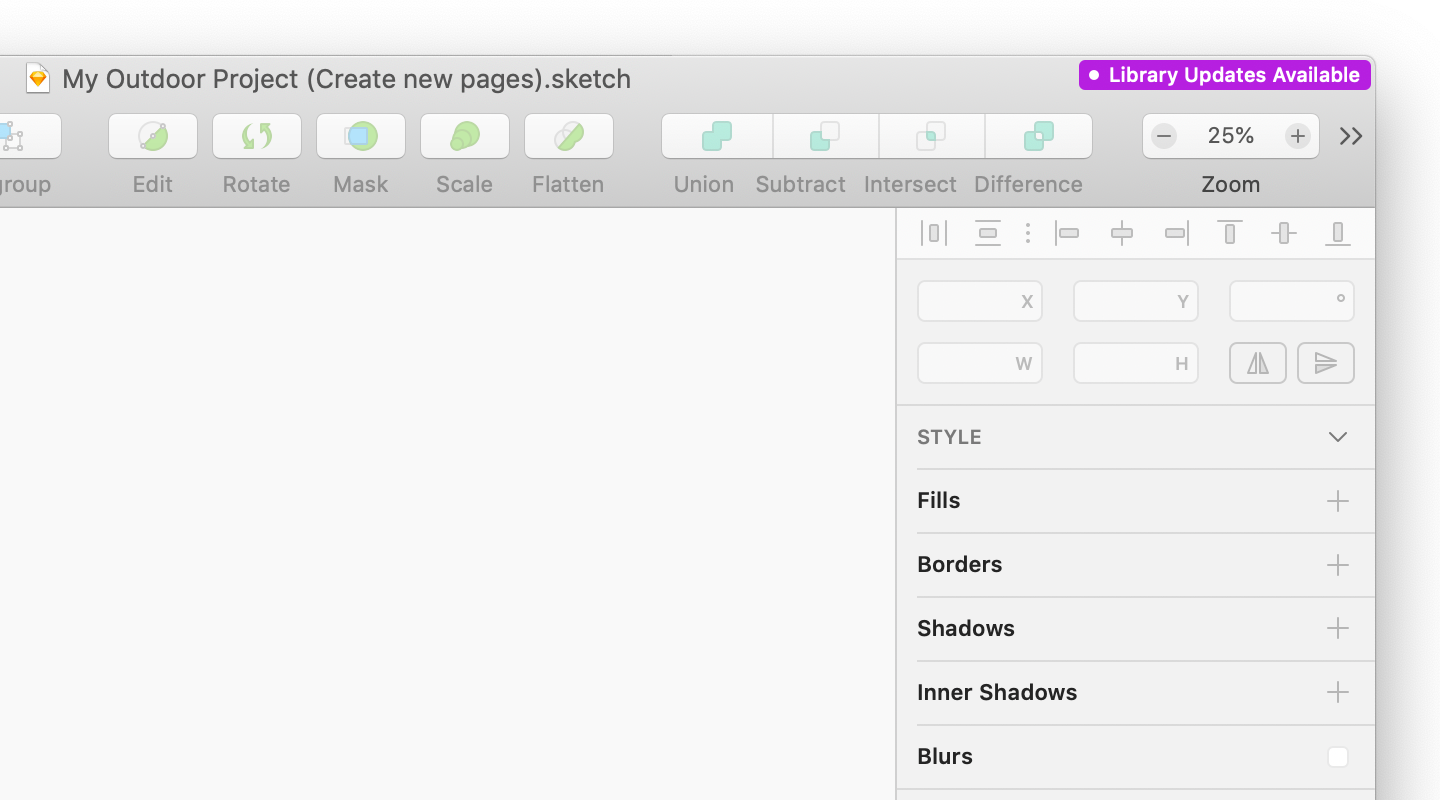 My Outdoor Project (Create new pages).sketch
Library Updates Available
25%
Edit Rotate Mask Scale Flatten Union Subtract Intersect Difference Zoom
X Y °
W H
STYLE
Fills
Borders
Shadows
Inner Shadows
Blurs